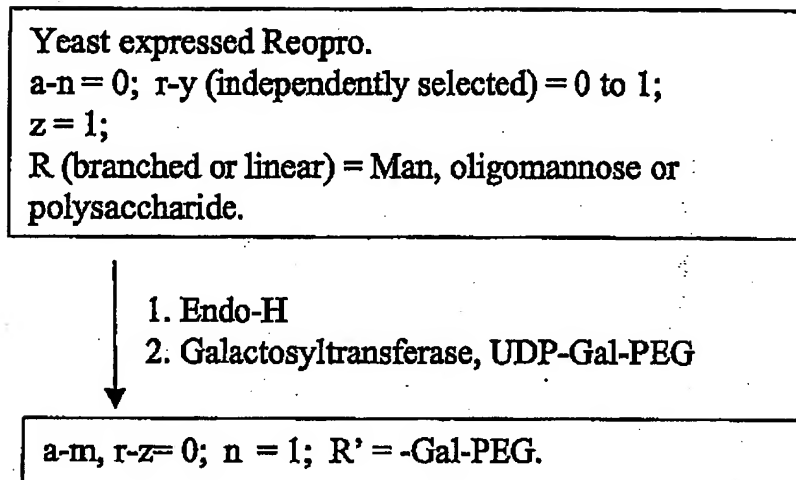 Yeast expressed Reopro.
a-n = 0; r-y (independently selected) = 0 to 1;
z = 1;
R (branched or linear) = Man, oligomannose or
polysaccharide.
1. Endo-H
2. Galactosyltransferase, UDP-Gal-PEG
a-m, r-z= 0; n = 1; R' = -Gal-PEG.